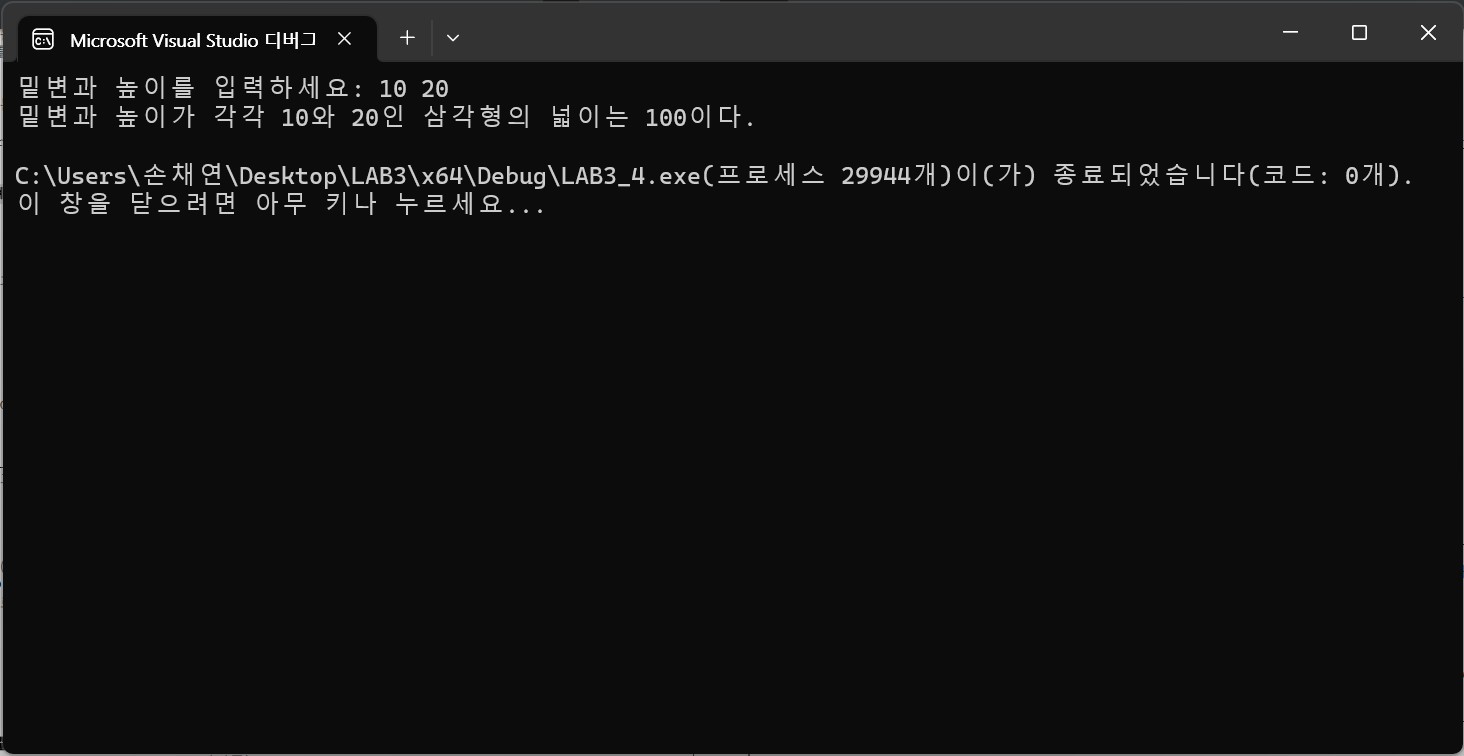 Microsoft Visual Studio 디버그
밑변과 높이를 입력하세요: 10 20
밑변과 높이가 각각 10와 20인 삼각형의 넓이는 100이다.
C:\Users\손채연\Desktop\LAB3\x64\Debug\LAB3_4.exe(프로세스 29944개)이(가) 종료되었습니다(코드: 0개).
이 창을 닫으려면 아무 키나 누르세요...